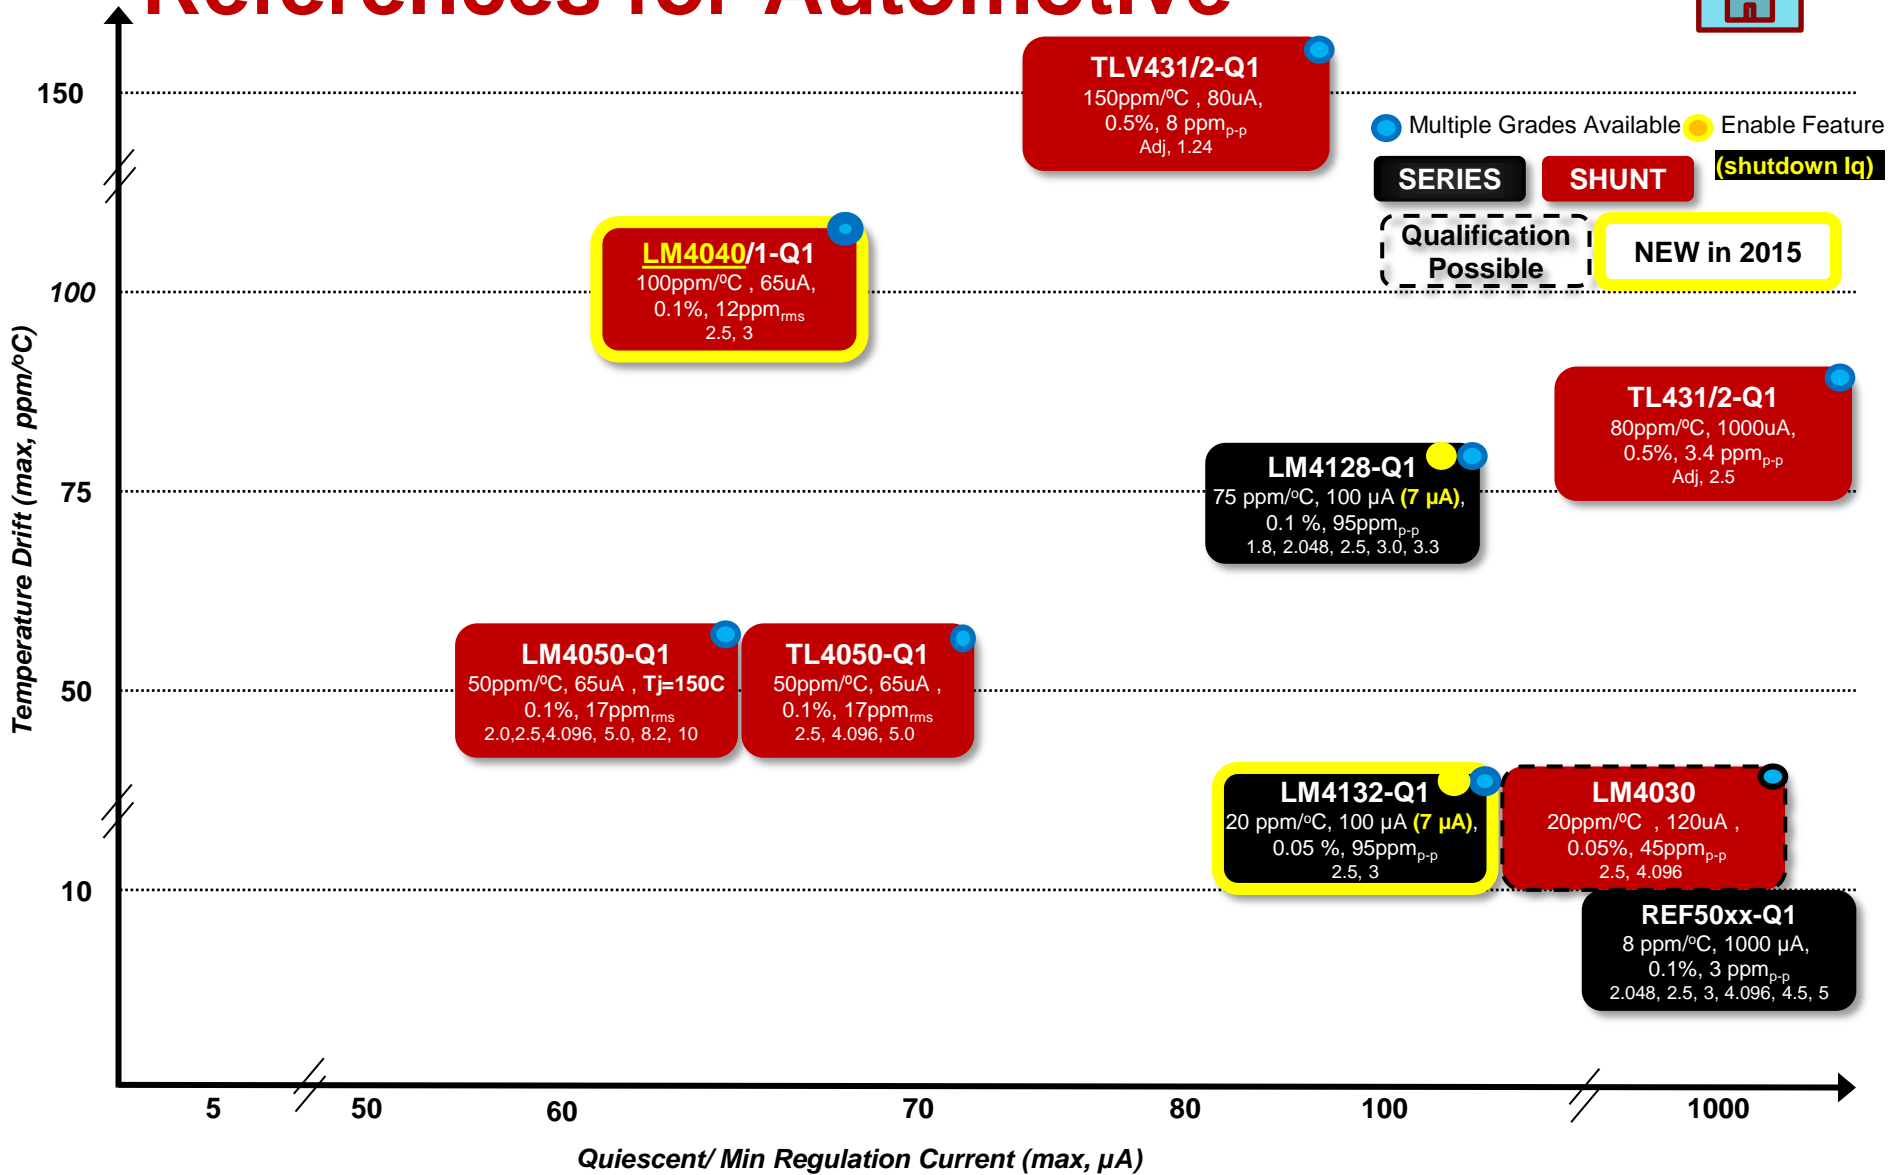 References for Automotive
150
TLV431/2-Q1
150ppm/ºC , 80uA,
0.5%, 8 ppmp-p
Adj, 1.24
Multiple Grades Available
Enable Feature
(shutdown Iq)
SERIES
SHUNT
Qualification
Possible
NEW in 2015
LM4040/1-Q1
100ppm/ºC , 65uA,
0.1%, 12ppmrms
2.5, 3
100
TL431/2-Q1
80ppm/ºC, 1000uA,
0.5%, 3.4 ppmp-p
Adj, 2.5
LM4128-Q1
75 ppm/ºC, 100 µA (7 µA),
0.1 %, 95ppmp-p
1.8, 2.048, 2.5, 3.0, 3.3
75
Temperature Drift (max, ppm/ºC)
LM4050-Q1
50ppm/ºC, 65uA , Tj=150C
0.1%, 17ppmrms
2.0,2.5,4.096, 5.0, 8.2, 10
TL4050-Q1
50ppm/ºC, 65uA ,
0.1%, 17ppmrms
2.5, 4.096, 5.0
50
LM4132-Q1
20 ppm/ºC, 100 µA (7 µA),
0.05 %, 95ppmp-p
2.5, 3
LM4030
20ppm/ºC , 120uA ,
0.05%, 45ppmp-p
2.5, 4.096
10
REF50xx-Q1
8 ppm/ºC, 1000 µA,
0.1%, 3 ppmp-p
2.048, 2.5, 3, 4.096, 4.5, 5
5 50 60 70 80 100 1000
Quiescent/ Min Regulation Current (max, µA)